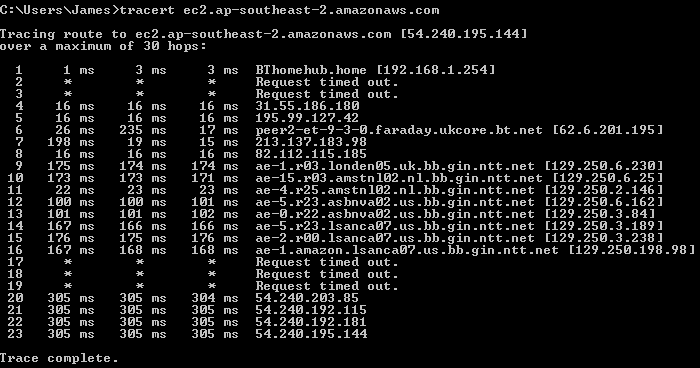 C:\Users\James>tracert ec2.ap-southeast-2.amazonaws.com
Tracing route to ec2.ap-southeast-2.amazonaws.com [54.240.195.144]
over a maximum of 30 hops:
1 1 ms 3 ms 3 ms BThomehub.home [192.168.1.254]
2 * * * Request timed out.
3 * * * Request timed out.
4 16 ms 16 ms 16 ms 31.55.186.180
5 16 ms 16 ms 16 ms 195.99.127.42
6 26 ms 235 ms 17 ms peer2-et-9-3-0.faraday.ukcore.bt.net [62.6.201.195]
7 198 ms 19 ms 15 ms 213.137.183.98
8 16 ms 16 ms 16 ms 82.112.115.185
9 175 ms 174 ms 174 ms ae-1.r03.londen05.uk.bb.gin.ntt.net [129.250.6.230]
10 173 ms 173 ms 171 ms ae-15.r03.amstnl02.nl.bb.gin.ntt.net [129.250.6.25]
11 22 ms 23 ms 23 ms ae-4.r25.amstnl02.nl.bb.gin.ntt.net [129.250.2.146]
12 100 ms 100 ms 101 ms ae-5.r23.asbnva02.us.bb.gin.ntt.net [129.250.6.162]
13 101 ms 101 ms 102 ms ae-0.r22.asbnva02.us.bb.gin.ntt.net [129.250.3.84]
14 167 ms 166 ms 166 ms ae-5.r23.lsanca07.us.bb.gin.ntt.net [129.250.3.189]
15 176 ms 175 ms 176 ms ae-2.r00.lsanca07.us.bb.gin.ntt.net [129.250.3.238]
16 167 ms 168 ms 168 ms ae-1.amazon.lsanca07.us.bb.gin.ntt.net [129.250.198.98]
17 * * * Request timed out.
18 * * * Request timed out.
19 * * * Request timed out.
20 305 ms 305 ms 304 ms 54.240.203.85
21 305 ms 305 ms 305 ms 54.240.192.115
22 305 ms 305 ms 305 ms 54.240.192.181
23 305 ms 305 ms 305 ms 54.240.195.144
Trace complete.